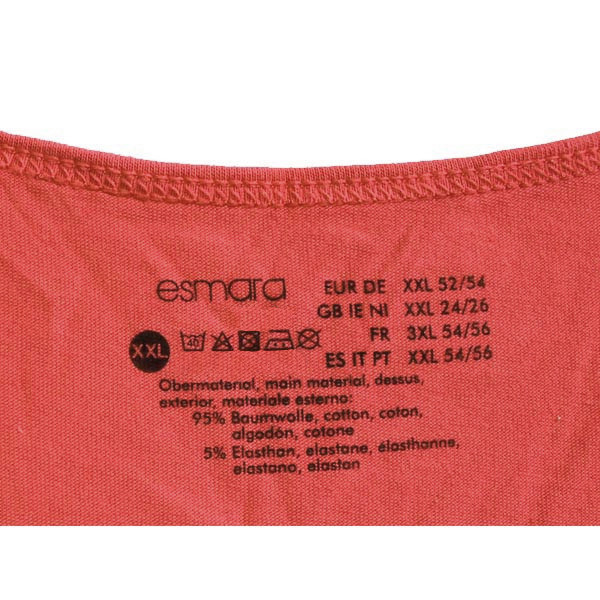 esmara
EUR DE XXL 52/54
GB IE NI XXL 24/26
FR 3XL 54/56
ES IT PT XXL 54/56
XXL
40
Obermaterial, main material, dessus,
exterior, materiale esterno:
95% Baumwolle, cotton, coton,
algodón, cotone
5% Elasthan, elastane, élasthanne,
elastano, elastan